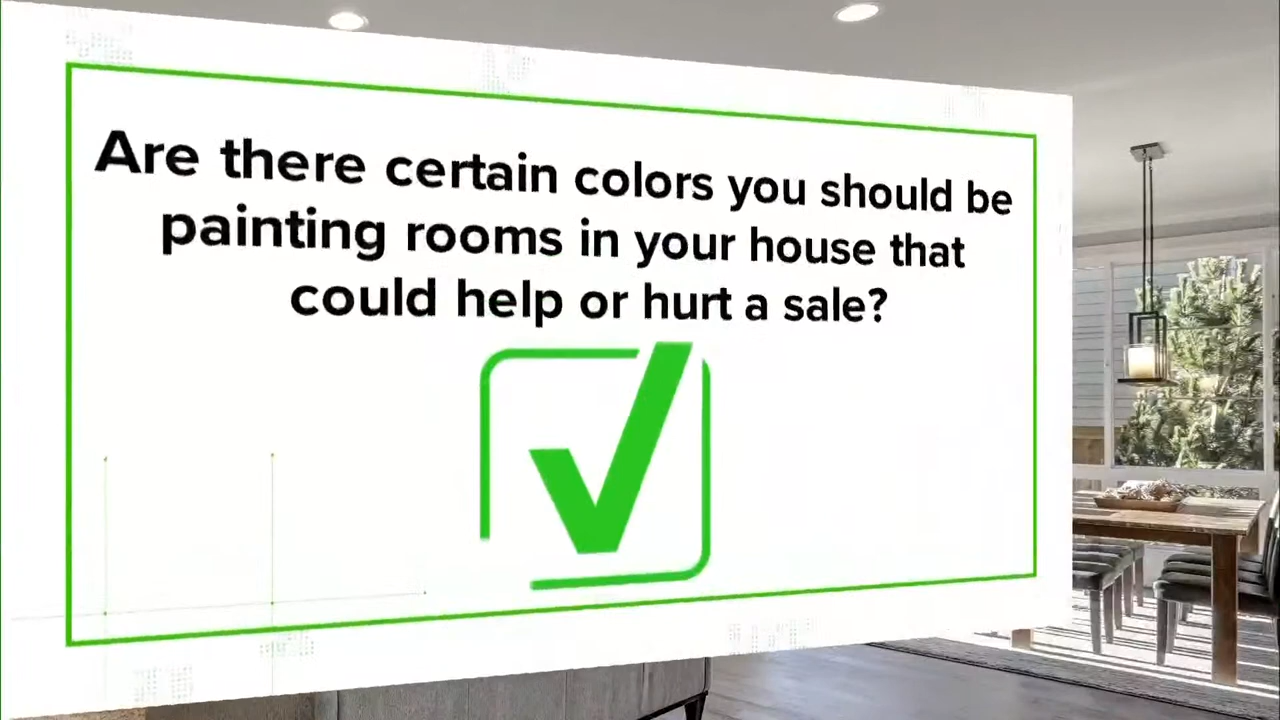 Are there certain colors you should be
painting rooms in your house that
could help or hurt a sale?